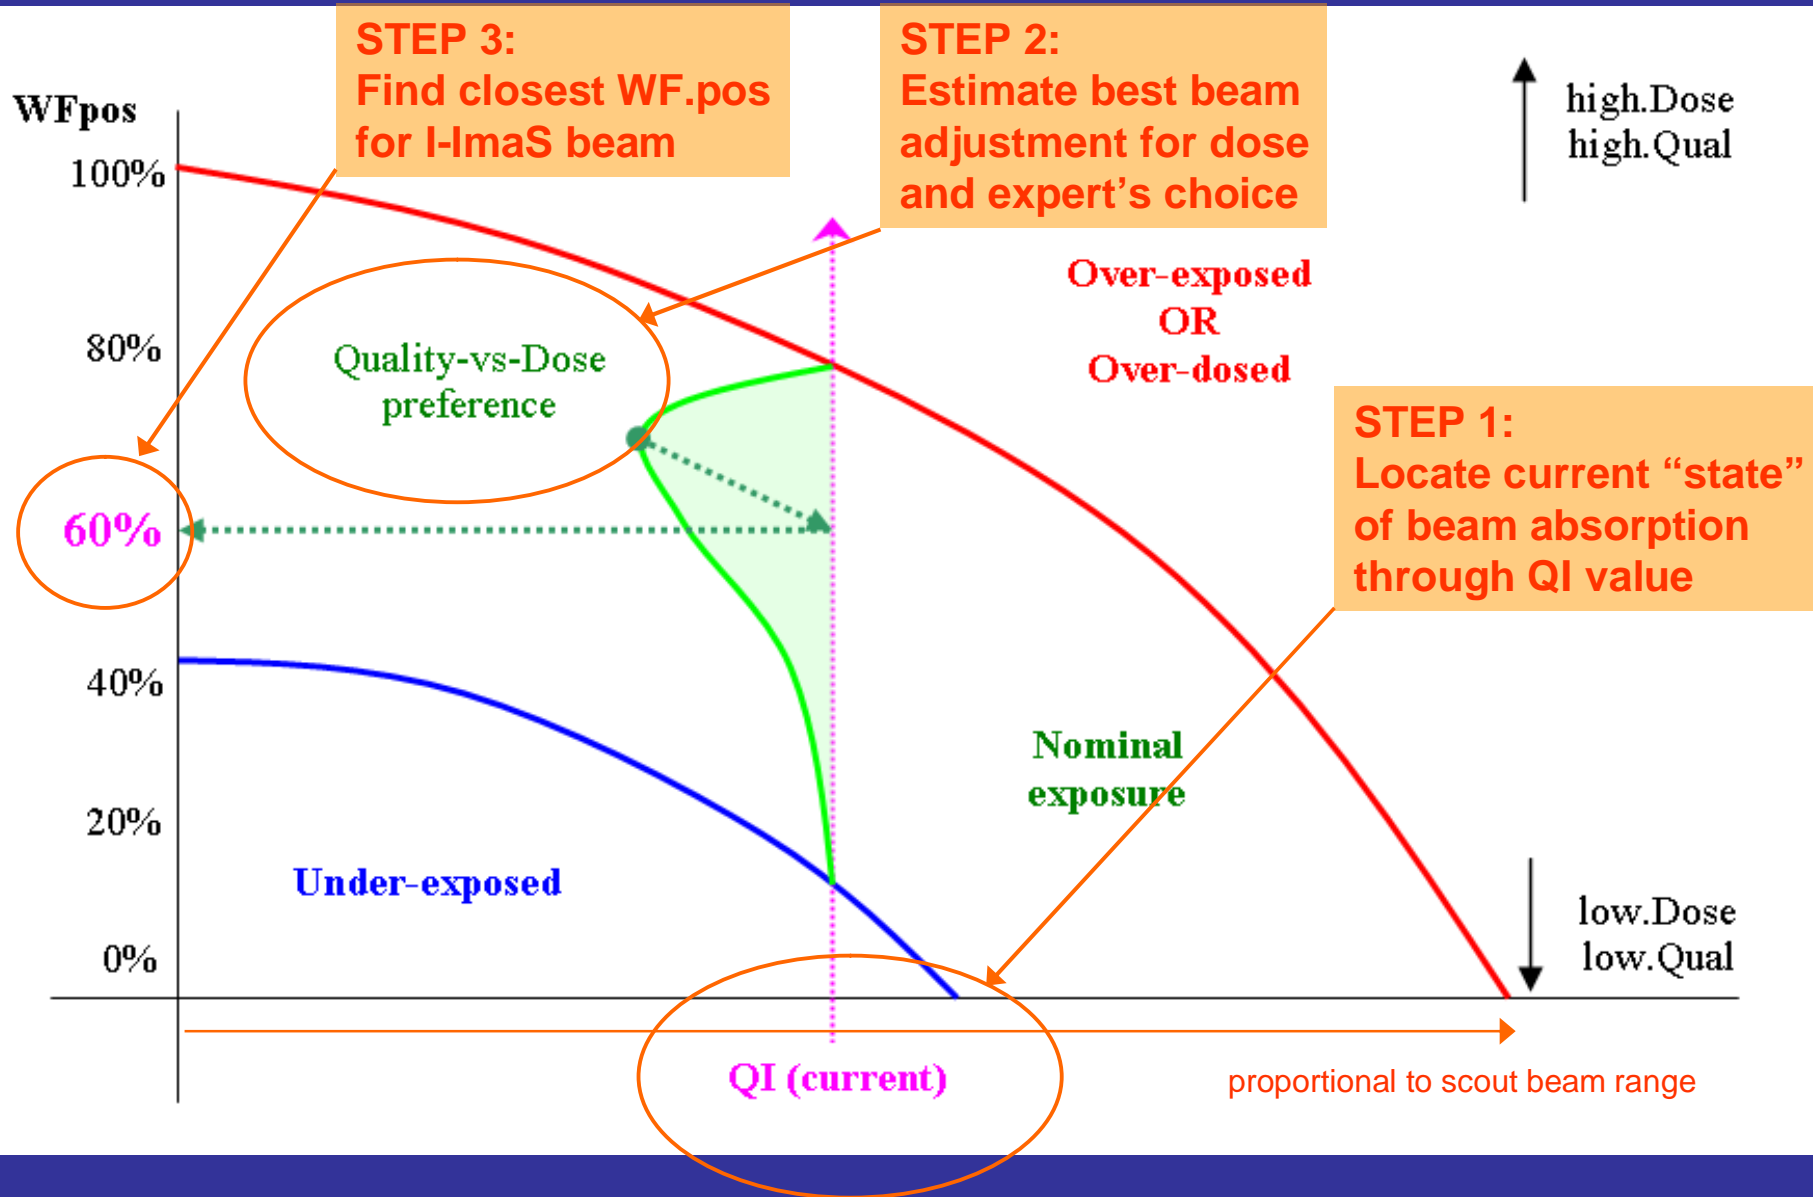 STEP 3:
Find closest WF.pos
for I-ImaS beam
STEP 2:
Estimate best beam
adjustment for dose
and expert’s choice
high.Dose
high.Qual
WFpos
100%
80%
60%
40%
20%
0%
Quality-vs-Dose
preference
Over-exposed
OR
Over-dosed
STEP 1:
Locate current “state”
of beam absorption
through QI value
Nominal
exposure
Under-exposed
low.Dose
low.Qual
QI (current)
proportional to scout beam range